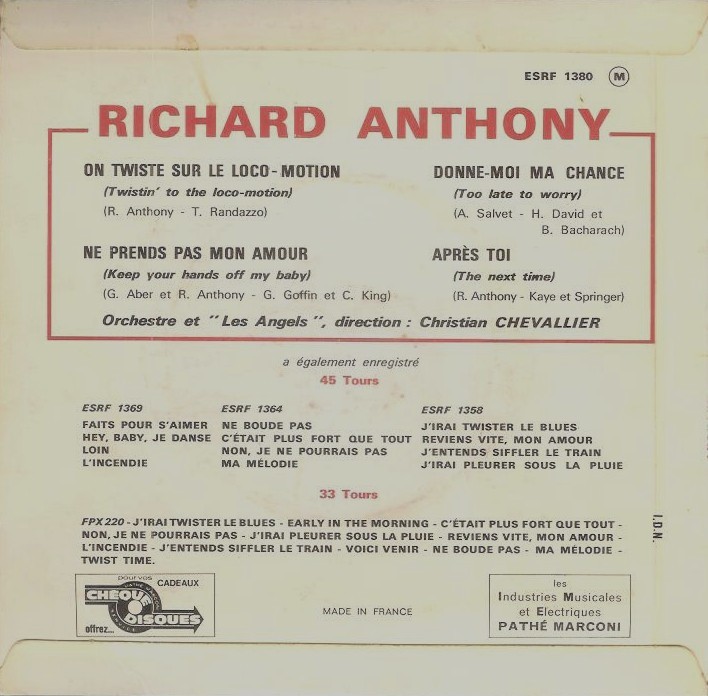 ESRF 1380 M
RICHARD ANTHONY
ON TWISTE SUR LE LOCO-MOTION
(Twistin' to the loco-motion)
(R. Anthony - T. Randazzo)
DONNE-MOI MA CHANCE
(Too late to worry)
(A. Salvet - H. David et
B. Bacharach)
NE PRENDS PAS MON AMOUR
(Keep your hands off my baby)
(G. Aber et R. Anthony - G. Goffin et C. King)
APRÈS TOI
(The next time)
(R. Anthony - Kaye et Springer)
Orchestre et "Les Angels", direction : Christian CHEVALLIER
a également enregistré
45 Tours
ESRF 1369
FAITS POUR S'AIMER
HEY, BABY, JE DANSE
LOIN
L'INCENDIE
ESRF 1364
NE BOUDE PAS
C'ÉTAIT PLUS FORT QUE TOUT
NON, JE NE POURRAIS PAS
MA MÉLODIE
ESRF 1358
J'IRAI TWISTER LE BLUES
REVIENS VITE, MON AMOUR
J'ENTENDS SIFFLER LE TRAIN
J'IRAI PLEURER SOUS LA PLUIE
33 Tours
FPX 220 - J'IRAI TWISTER LE BLUES - EARLY IN THE MORNING - C'ÉTAIT PLUS FORT QUE TOUT -
NON, JE NE POURRAIS PAS - J'IRAI PLEURER SOUS LA PLUIE - REVIENS VITE, MON AMOUR -
L'INCENDIE - J'ENTENDS SIFFLER LE TRAIN - VOICI VENIR - NE BOUDE PAS - MA MÉLODIE -
TWIST TIME.
I.D.N.
pour vos CADEAUX
CHEQUE
PATHÉ MARCONI
DISQUES
offrez...
MADE IN FRANCE
les
Industries Musicales
et Electriques
PATHÉ MARCONI